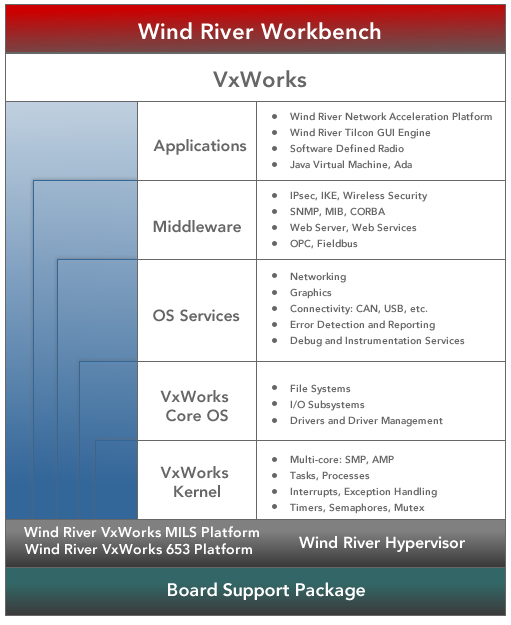 Wind River Workbench
VxWorks
Applications
• Wind River Network Acceleration Platform
• Wind River Tilcon GUI Engine
• Software Defined Radio
• Java Virtual Machine, Ada
Middleware
• IPsec, IKE, Wireless Security
• SNMP, MIB, CORBA
• Web Server, Web Services
• OPC, Fieldbus
OS Services
• Networking
• Graphics
• Connectivity: CAN, USB, etc.
• Error Detection and Reporting
• Debug and Instrumentation Services
VxWorks
Core OS
• File Systems
• I/O Subsystems
• Drivers and Driver Management
VxWorks
Kernel
• Multi-core: SMP, AMP
• Tasks, Processes
• Interrupts, Exception Handling
• Timers, Semaphores, Mutex
Wind River VxWorks MILS Platform
Wind River VxWorks 653 Platform
Wind River Hypervisor
Board Support Package